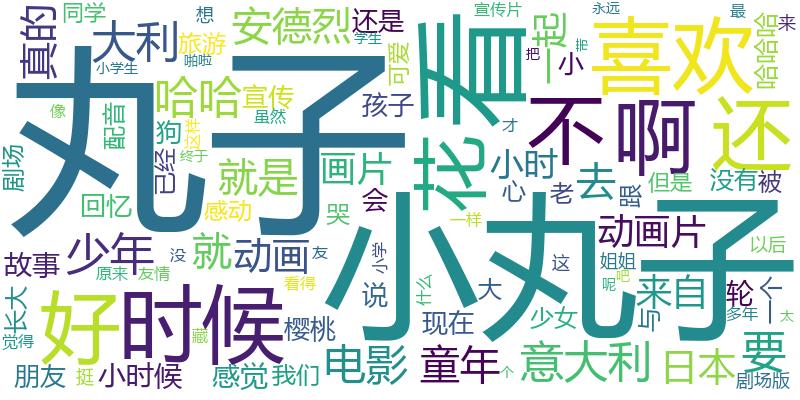 同学
想
安德烈
还是
宣传片
永远
最
来
真的
大利
旅游
学生
一起
帮
喜欢
哈哈哈
小学生
啪啦
可爱
看
把
小
丸子
哈哈
宣传
孩子
不
啊
还
像
配音
狗
虽然
花
才
剧场
已经
这样
终于
就是
画片
小时
去
跟
但是
没有
被
回忆
感动
哭
会
心
老
一样
少年
没
就
动画
友
小丸子
动画片
以后
故事
原来
友情
看得
说
小学
什么
大
这
姐姐
呢
吧
来自
轮
个
一
长大
觉得
好
时候
藏
樱桃
现在
少女
与
多年
太
朋友
挺
小时候
感觉
我们
电影
童年
个
意大利
日本
要
剧场版